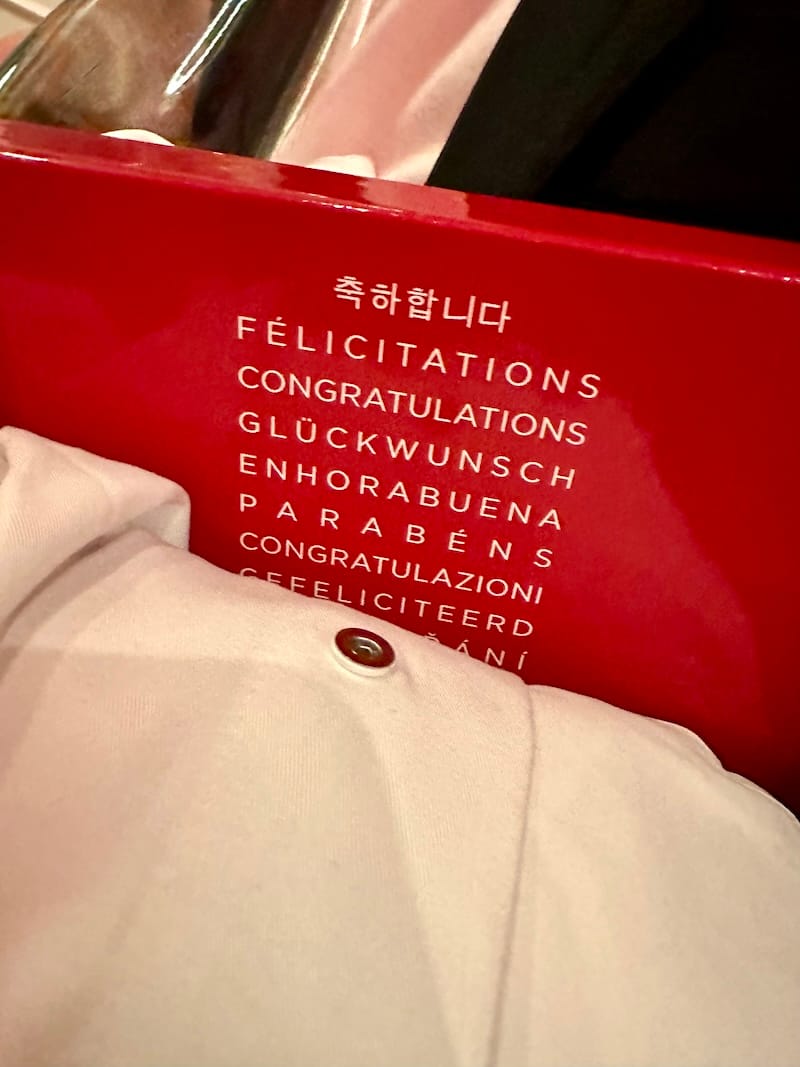 축하합니다
FÉLICITATIONS
CONGRATULATIONS
GLÜCKWUNSCH
ENHORABUENA
PARABÉNS
CONGRATULAZIONI
GEFELICITEERD